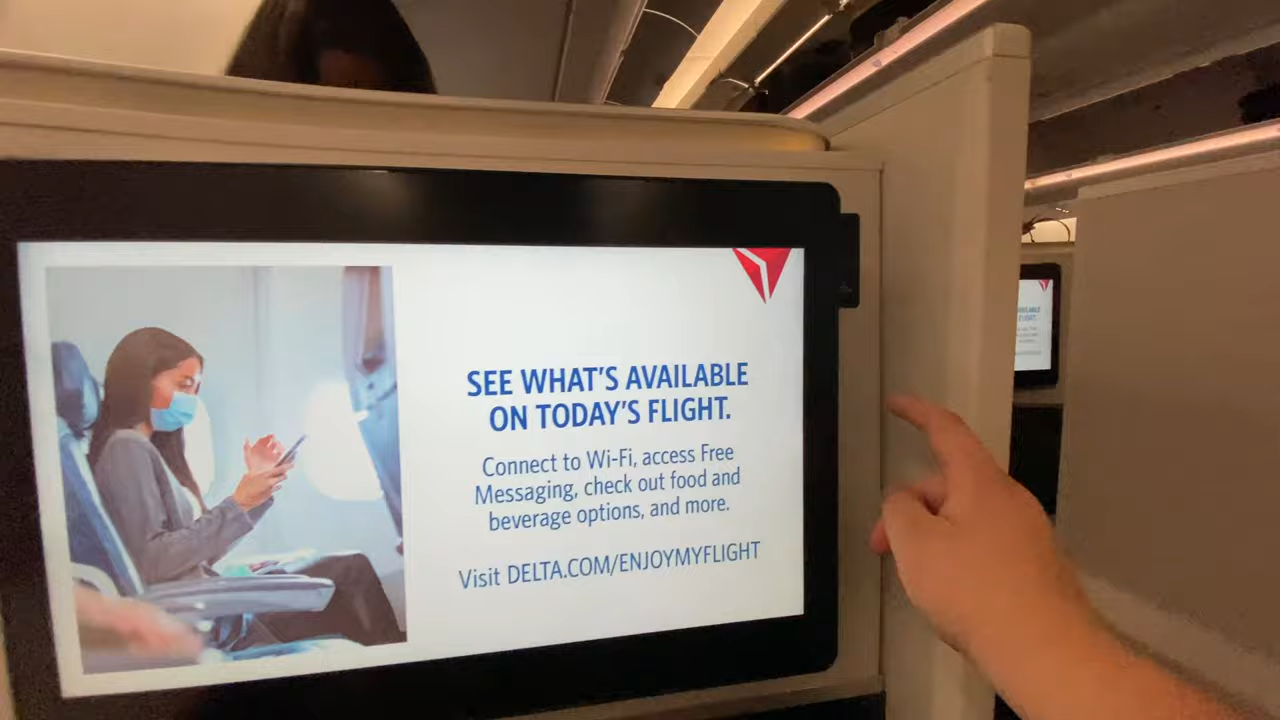 SEE WHAT'S AVAILABLE
ON TODAY'S FLIGHT.
Connect to Wi-Fi, access Free
Messaging, check out food and
beverage options, and more.
Visit DELTA.COM/ENJOYMYFLIGHT